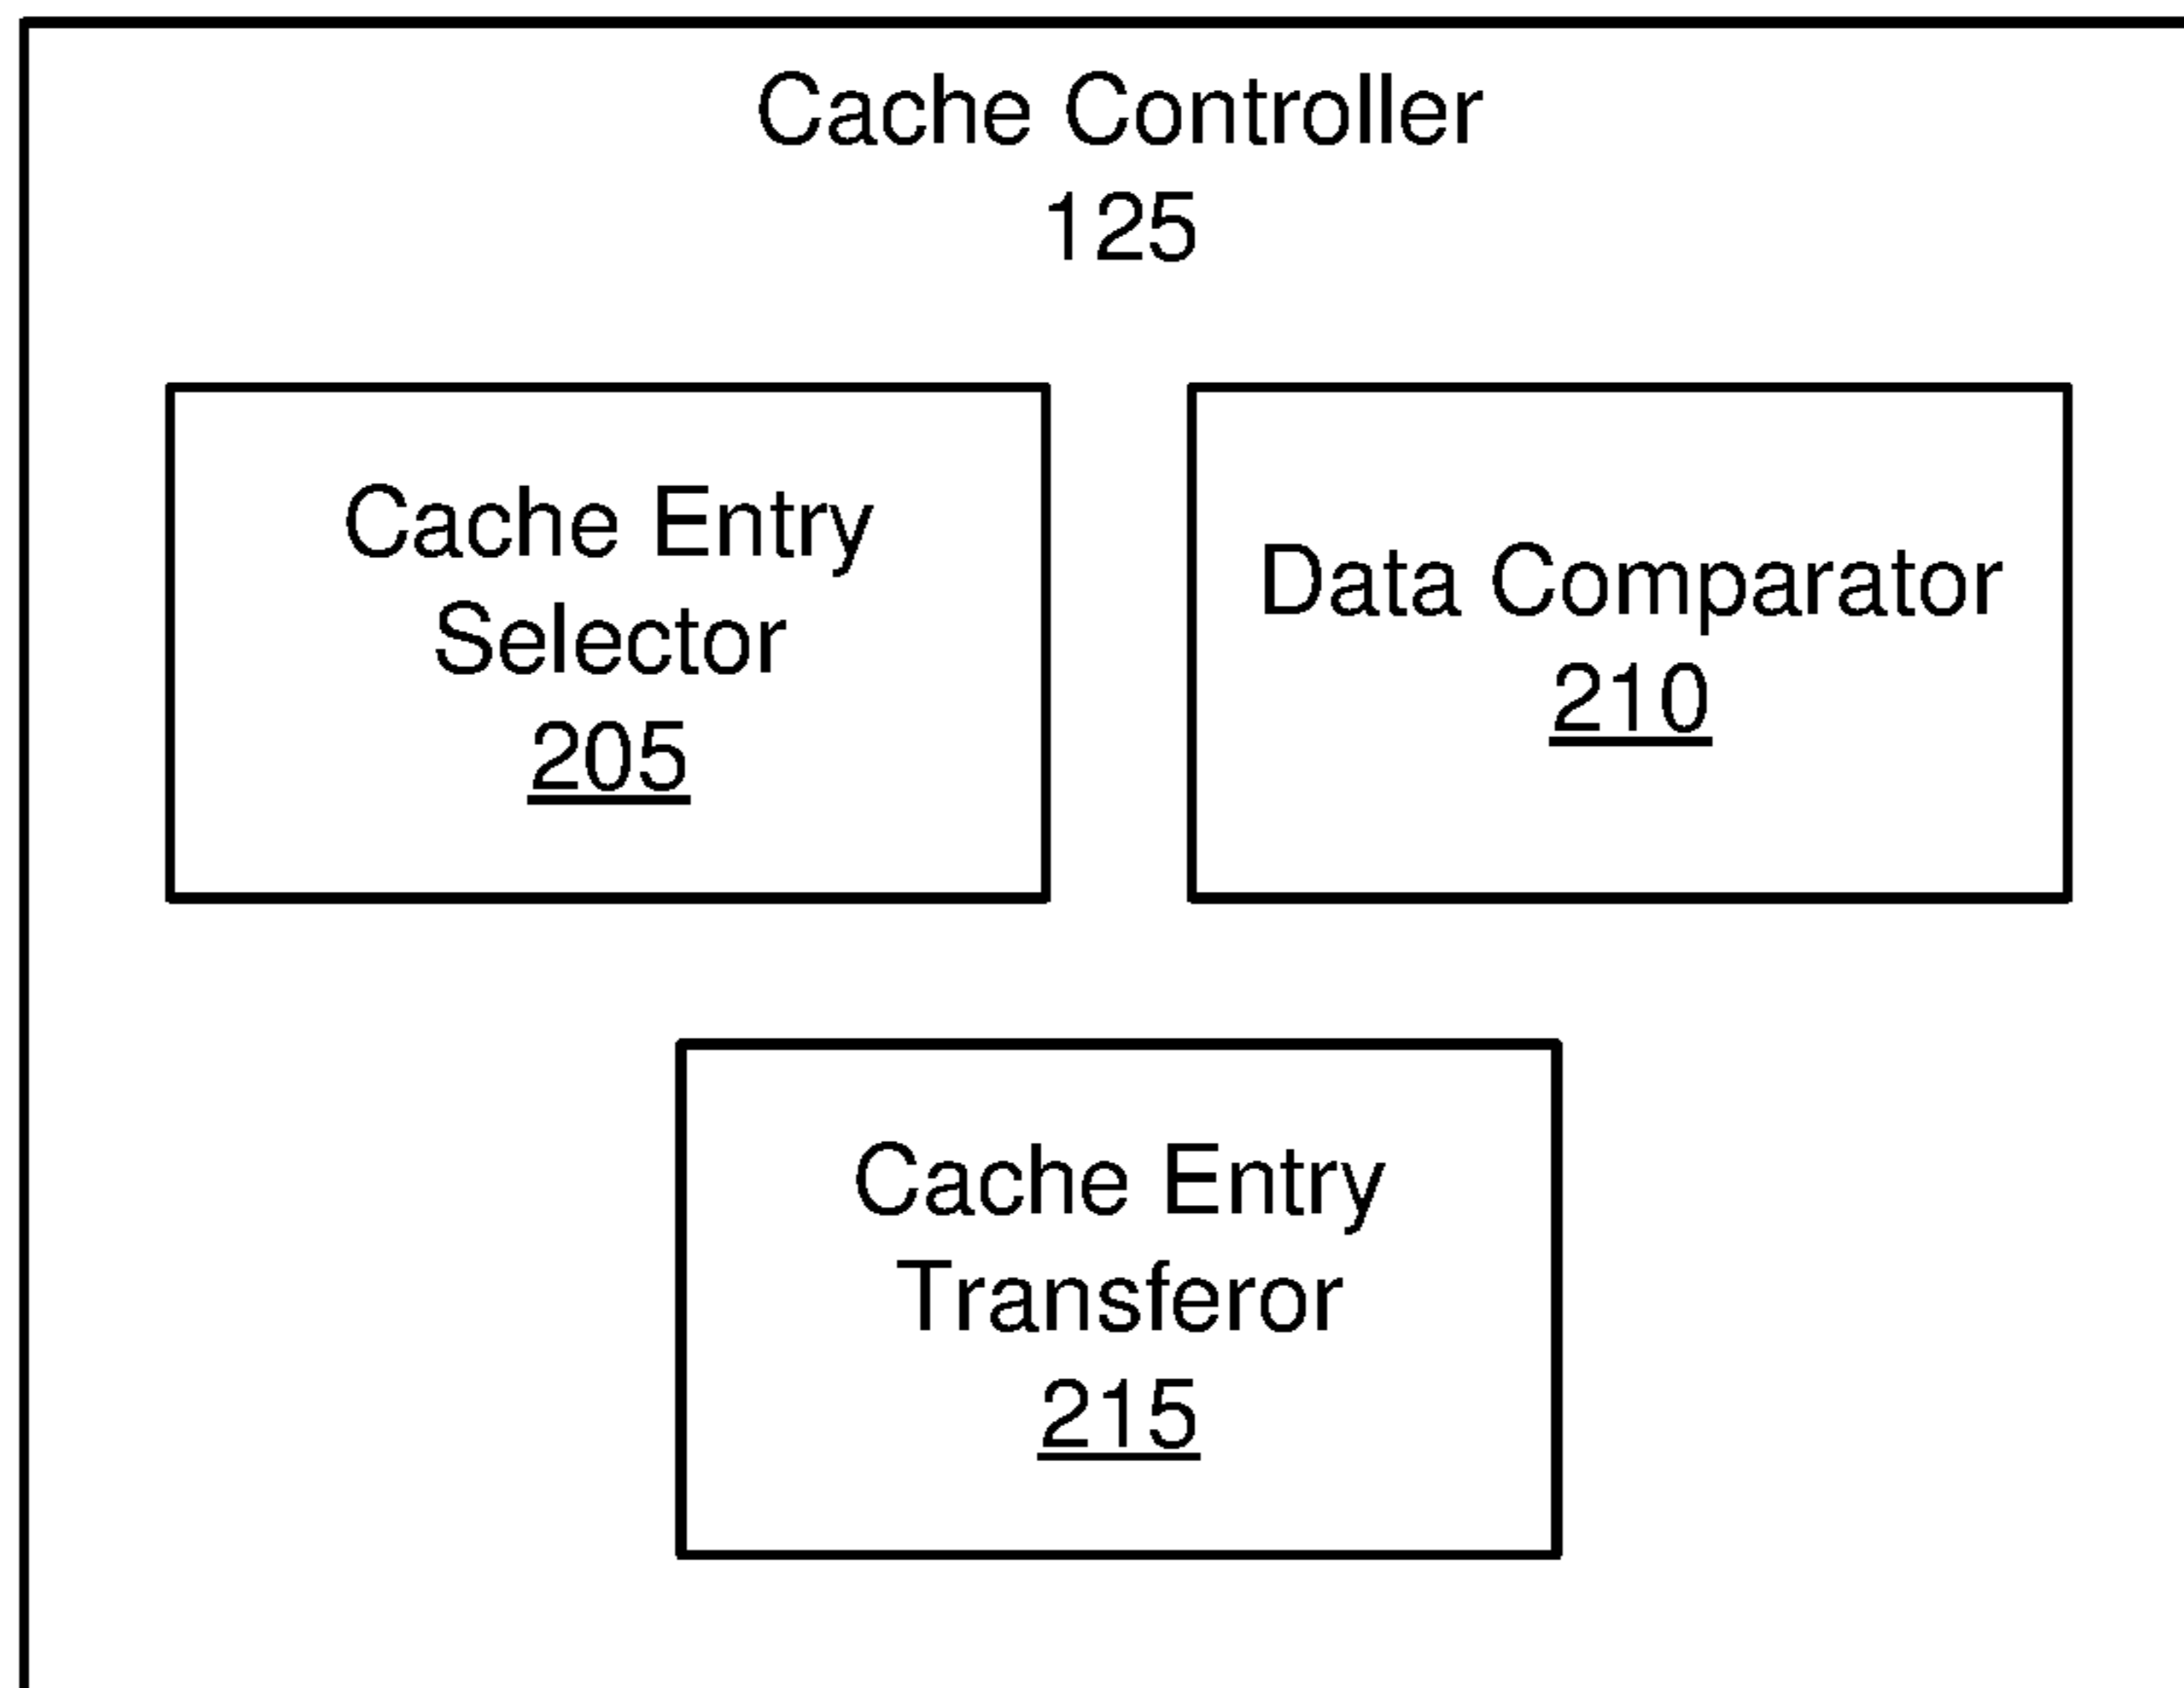 Cache Controller
125
Cache Entry
Selector
205
Data Comparator
210
Cache Entry
Transferor
215